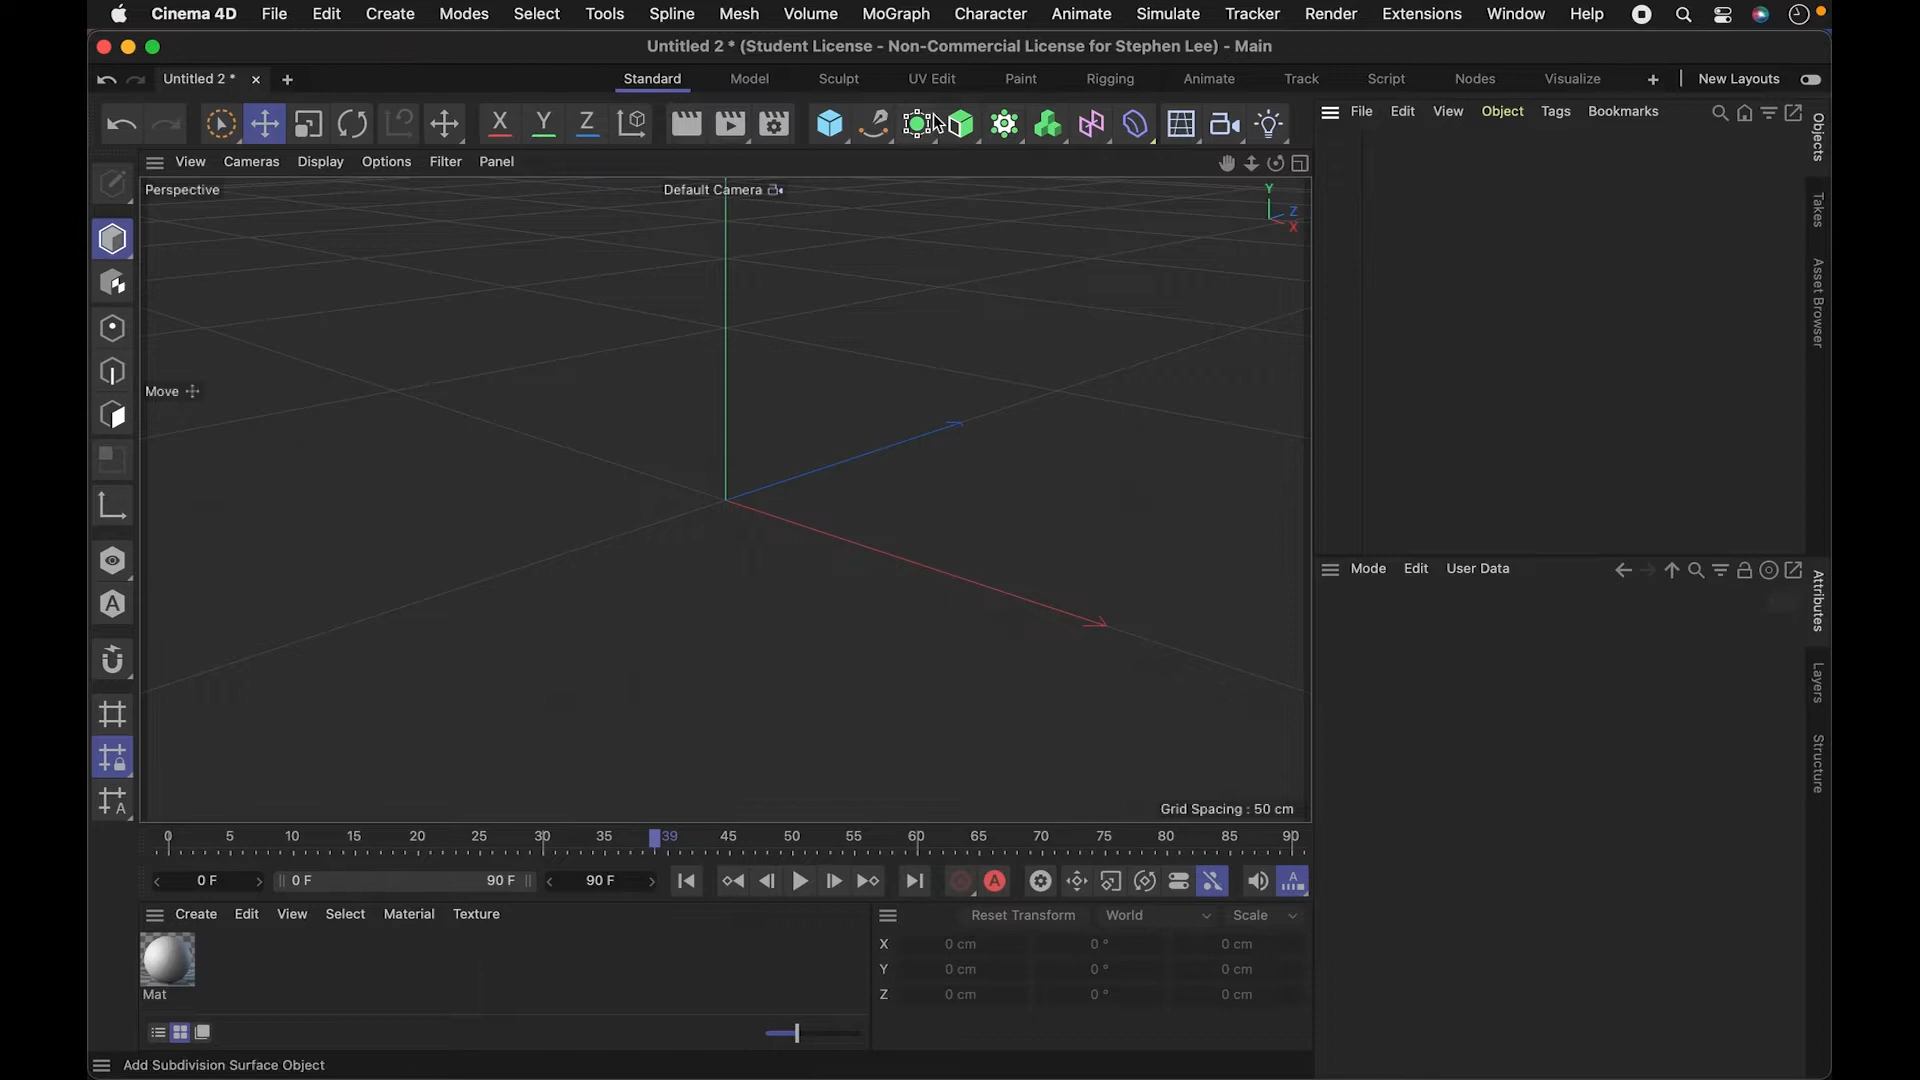 Cinema 4D File Edit Create Modes Select Tools Spline Mesh Volume MoGraph Character Animate Simulate Tracker Render Extensions Window Help
Untitled 2 * (Student License - Non-Commercial License for Stephen Lee) - Main
Untitled 2 * Standard Model Sculpt UV Edit Paint Rigging Animate Track Script Nodes Visualize New Layouts
X Y Z
File Edit View Object Tags Bookmarks
View Cameras Display Options Filter Panel
Perspective Default Camera
Y
Z
X
Move
Objects
Takes
Asset Browser
Mode Edit User Data
Attributes
Layers
Structure
A
A
Grid Spacing : 50 cm
0 5 10 15 20 25 30 35 39 45 50 55 60 65 70 75 80 85 90
0 F 0 F 90 F 90 F A A
Create Edit View Select Material Texture
Reset Transform World Scale
X 0 cm 0 ° 0 cm
Y 0 cm 0 ° 0 cm
Z 0 cm 0 ° 0 cm
Mat
Add Subdivision Surface Object